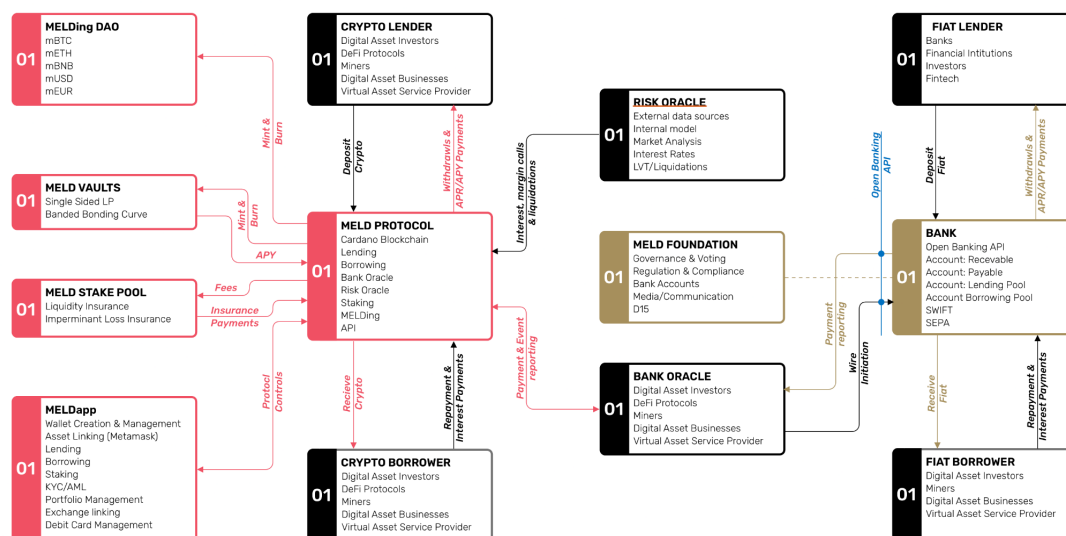 01
MELDing DAO
mBTC
mETH
mBNB
mUSD
mEUR
01
CRYPTO LENDER
Digital Asset Investors
DeFi Protocols
Miners
Digital Asset Businesses
Virtual Asset Service Provider
01
FIAT LENDER
Banks
Financial Intitutions
Investors
Fintech
01
RISK ORACLE
External data sources
Internal model
Market Analysis
Interest Rates
LVT/Liquidations
Mint &
Burn
Deposit
Crypto
Withdrawls &
APR/APY Payments
Interest, margin calls
& liquidations
Open Banking
API
Deposit
Fiat
Withdrawls &
APR/APY Payments
01
MELD VAULTS
Single Sided LP
Banded Bonding Curve
Mint &
Burn
APY
01
MELD PROTOCOL
Cardano Blockchain
Lending
Borrowing
Bank Oracle
Risk Oracle
Staking
MELDing
API
01
MELD FOUNDATION
Governance & Voting
Regulation & Compliance
Bank Accounts
Media/Communication
D15
01
BANK
Open Banking API
Account: Recevable
Account: Payable
Account: Lending Pool
Account Borrowing Pool
SWIFT
SEPA
01
MELD STAKE POOL
Liquidity Insurance
Imperminant Loss Insurance
Fees
Insurance
Payments
Protocl
Controls
Recieve
Crypto
Repayment &
Interest Payments
Payment & Event
reporting
Payment
reporting
Wire
Initiation
Receive
Fiat
Repayment &
Interest Payments
01
BANK ORACLE
Digital Asset Investors
DeFi Protocols
Miners
Digital Asset Businesses
Virtual Asset Service Provider
01
MELDapp
Wallet Creation & Management
Asset Linking (Metamask)
Lending
Borrowing
Staking
KYC/AML
Portfolio Management
Exchange linking
Debit Card Management
01
CRYPTO BORROWER
Digital Asset Investors
DeFi Protocols
Miners
Digital Asset Businesses
Virtual Asset Service Provider
01
FIAT BORROWER
Digital Asset Investors
Miners
Digital Asset Businesses
Virtual Asset Service Provider